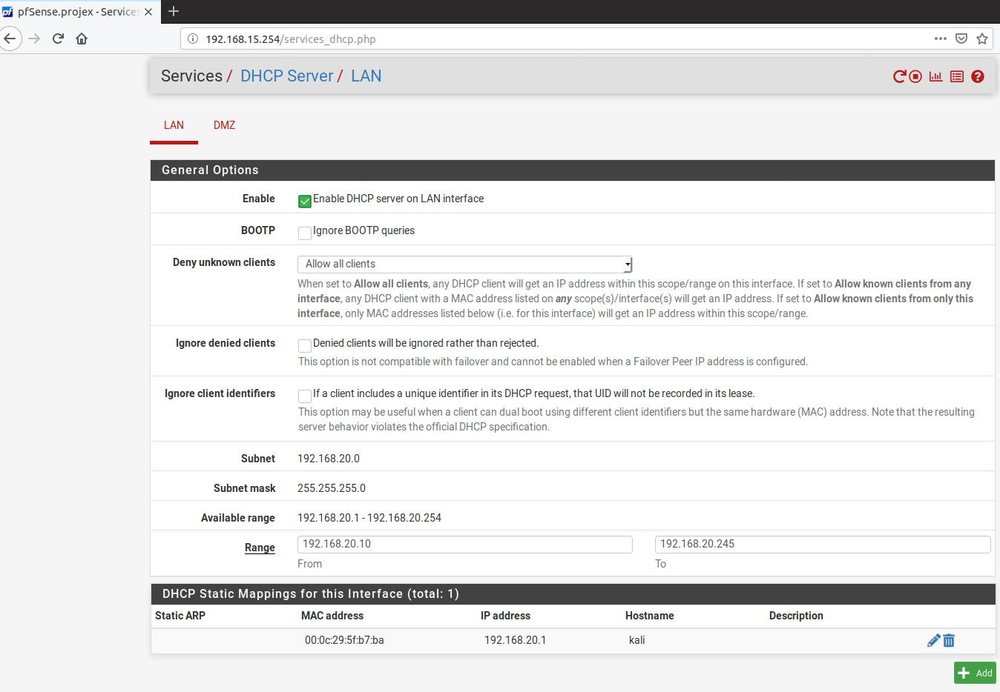 pfSense.projex - Services
192.168.15.254/services_dhcp.php
Services / DHCP Server / LAN
LAN DMZ
General Options
Enable Enable DHCP server on LAN interface
BOOTP Ignore BOOTP queries
Deny unknown clients Allow all clients
When set to Allow all clients, any DHCP client will get an IP address within this scope/range on this interface. If set to Allow known clients from any
interface, any DHCP client with a MAC address listed on any scope(s)/interface(s) will get an IP address. If set to Allow known clients from only this
interface, only MAC addresses listed below (i.e. for this interface) will get an IP address within this scope/range.
Ignore denied clients Denied clients will be ignored rather than rejected.
This option is not compatible with failover and cannot be enabled when a Failover Peer IP address is configured.
Ignore client identifiers If a client includes a unique identifier in its DHCP request, that UID will not be recorded in its lease.
This option may be useful when a client can dual boot using different client identifiers but the same hardware (MAC) address. Note that the resulting
server behavior violates the official DHCP specification.
Subnet 192.168.20.0
Subnet mask 255.255.255.0
Available range 192.168.20.1 - 192.168.20.254
Range 192.168.20.10 192.168.20.245
From To
DHCP Static Mappings for this Interface (total: 1)
Static ARP MAC address IP address Hostname Description
00:0c:29:5f:b7:ba 192.168.20.1 kali
Add